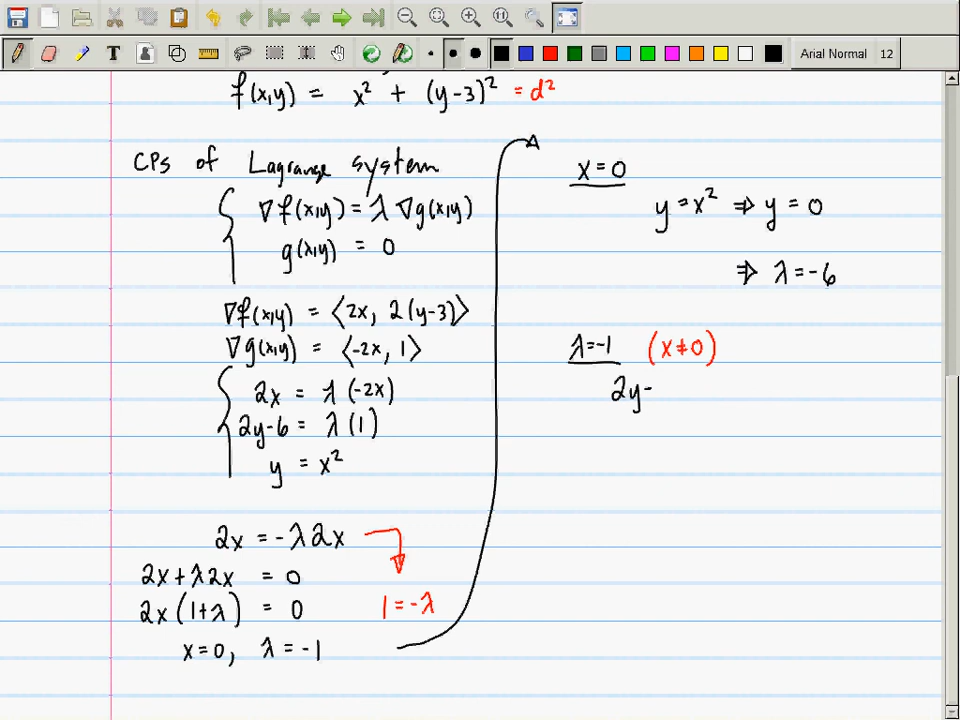 Arial Normal 12
f(x,y) = x² + (y-3)² = d²
CPs of Lagrange system
∇f(x,y) = λ ∇g(x,y)
g(x,y) = 0
∇f(x,y) = ⟨2x, 2(y-3)⟩
∇g(x,y) = ⟨-2x, 1⟩
2x = λ(-2x)
2y-6 = λ(1)
y = x²
2x = -λ2x
2x+λ2x = 0
1 = -λ
2x(1+λ) = 0
x=0, λ = -1
x=0
y=x² ⇒ y = 0
⇒ λ = -6
λ=-1 (x≠0)
2y-